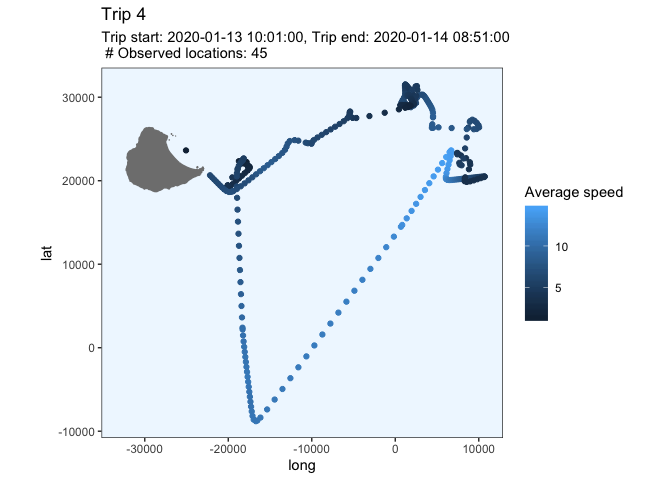 Trip 4
Trip start: 2020-01-13 10:01:00, Trip end: 2020-01-14 08:51:00
# Observed locations: 45
30000
20000
10000
0
-10000
lat
-30000
-20000
-10000
0
10000
long
Average speed
10
5